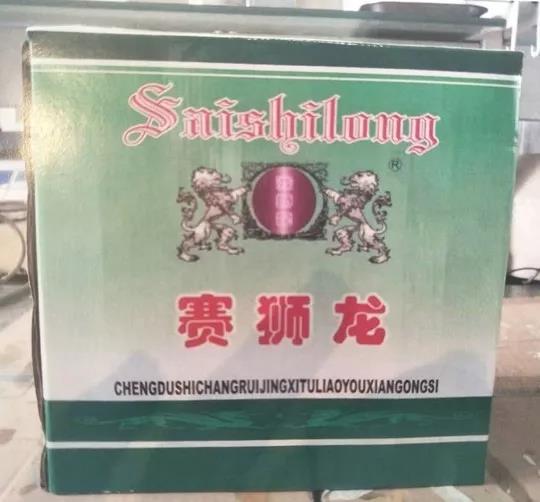 Saishilong
®
赛狮龙
CHENGDUSHICHANGRUIJINGXITULIAOYOUXIANGONGSI